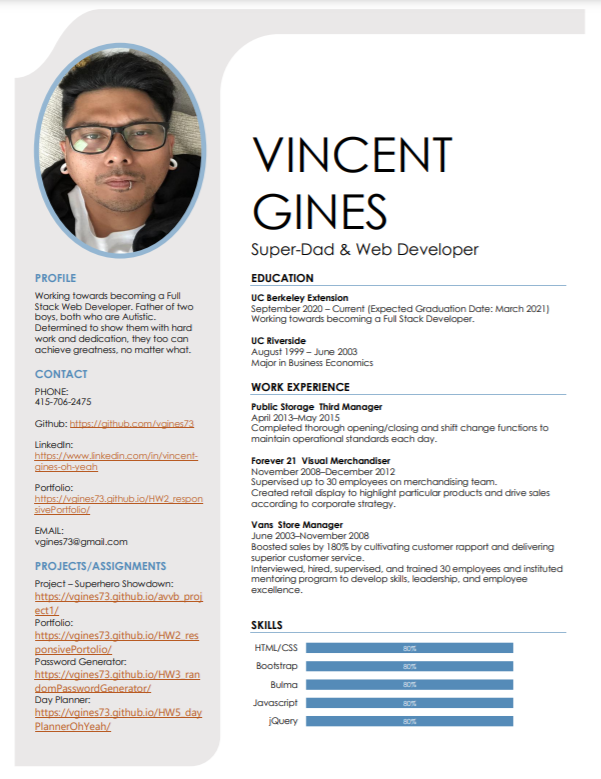 VINCENT
GINES
Super-Dad & Web Developer
PROFILE
Working towards becoming a Full
Stack Web Developer. Father of two
boys, both who are Autistic.
Determined to show them with hard
work and dedication, they too can
achieve greatness, no matter what.
CONTACT
PHONE:
415-706-2475
Github: https://github.com/vgines73
LinkedIn:
https://www.linkedin.com/in/vincent-
gines-oh-yeah
Portfolio:
https://vgines73.github.io/HW2_respon
sivePortfolio/
EMAIL:
vgines73@gmail.com
PROJECTS/ASSIGNMENTS
Project – Superhero Showdown:
https://vgines73.github.io/avvb_proj
ect1/
Portfolio:
https://vgines73.github.io/HW2_res
ponsivePortolio/
Password Generator:
https://vgines73.github.io/HW3_ran
domPasswordGenerator/
Day Planner:
https://vgines73.github.io/HW5_day
PlannerOhYeah/
EDUCATION
UC Berkeley Extension
September 2020 – Current (Expected Graduation Date: March 2021)
Working towards becoming a Full Stack Developer.
UC Riverside
August 1999 – June 2003
Major in Business Economics
WORK EXPERIENCE
Public Storage Third Manager
April 2013–May 2015
Completed thorough opening/closing and shift change functions to
maintain operational standards each day.
Forever 21 Visual Merchandiser
November 2008–December 2012
Supervised up to 30 employees on merchandising team.
Created retail display to highlight particular products and drive sales
according to corporate strategy.
Vans Store Manager
June 2003–November 2008
Boosted sales by 180% by cultivating customer rapport and delivering
superior customer service.
Interviewed, hired, supervised, and trained 30 employees and instituted
mentoring program to develop skills, leadership, and employee
excellence.
SKILLS
HTML/CSS 80%
Bootstrap 80%
Bulma 80%
Javascript 80%
jQuery 80%